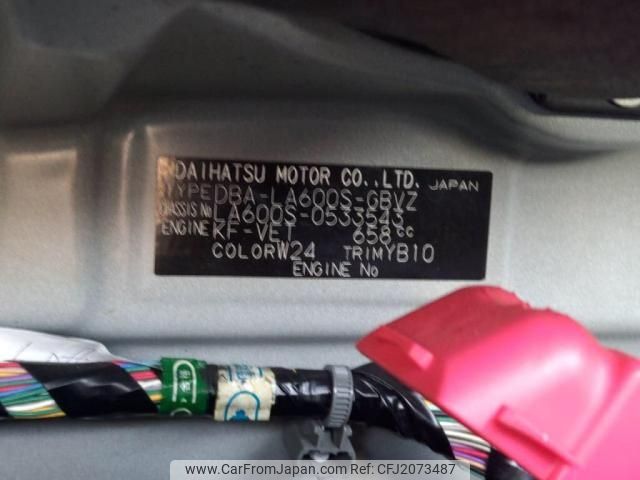 DAIHATSU MOTOR CO.,LTD. JAPAN
TYPE DBA-LA600S-GBVZ
CHASSIS No LA600S-0533543
ENGINE KF-VET 658cc
COLOR W24 TRIM YB10
ENGINE No
www.CarFromJapan.com | REF No: CFJ2073487